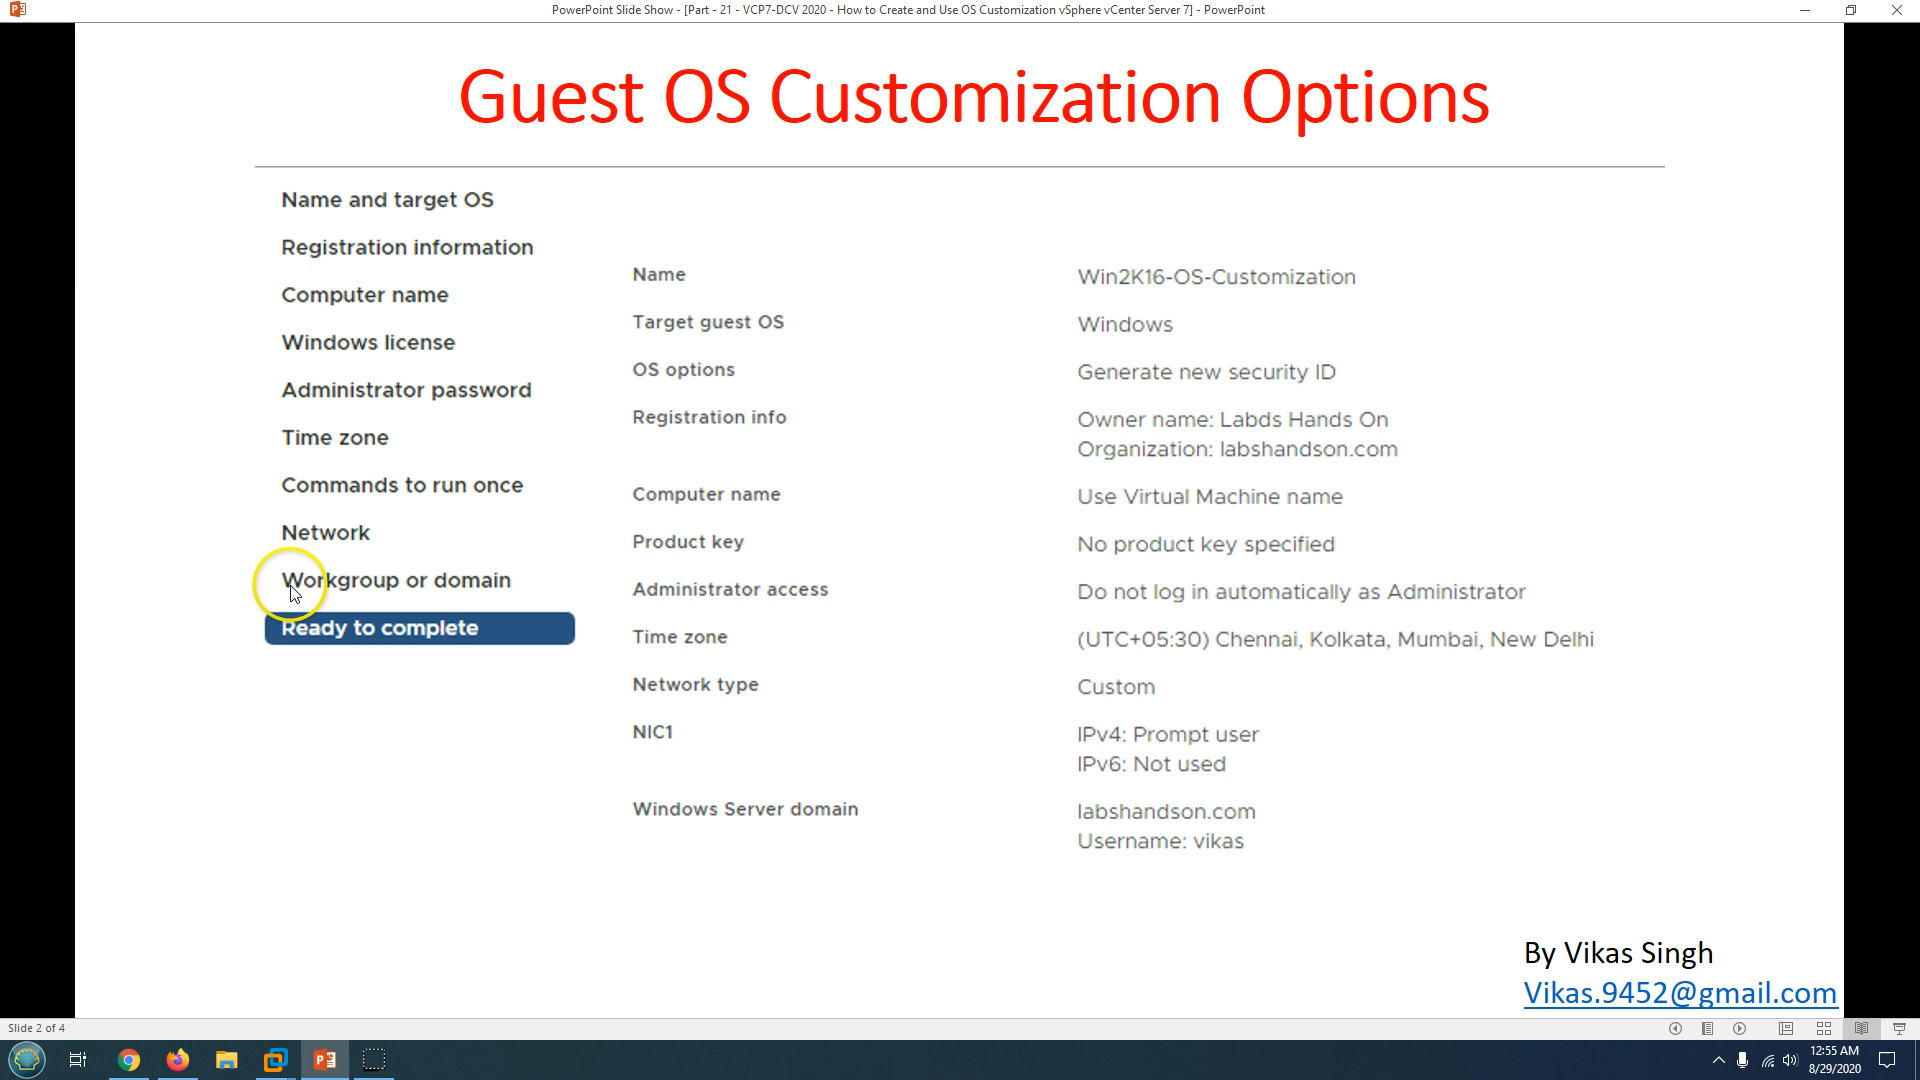 PowerPoint Slide Show - [Part - 21 - VCP7-DCV 2020 - How to Create and Use OS Customization vSphere vCenter Server 7] - PowerPoint
Guest OS Customization Options
Name and target OS
Registration information
Computer name
Windows license
Administrator password
Time zone
Commands to run once
Network
Workgroup or domain
Ready to complete
Name Win2K16-OS-Customization
Target guest OS Windows
OS options Generate new security ID
Registration info Owner name: Labds Hands On
Organization: labshandson.com
Computer name Use Virtual Machine name
Product key No product key specified
Administrator access Do not log in automatically as Administrator
Time zone (UTC+05:30) Chennai, Kolkata, Mumbai, New Delhi
Network type Custom
NIC1 IPv4: Prompt user
IPv6: Not used
Windows Server domain labshandson.com
Username: vikas
By Vikas Singh
Vikas.9452@gmail.com
Slide 2 of 4
12:55 AM
8/29/2020